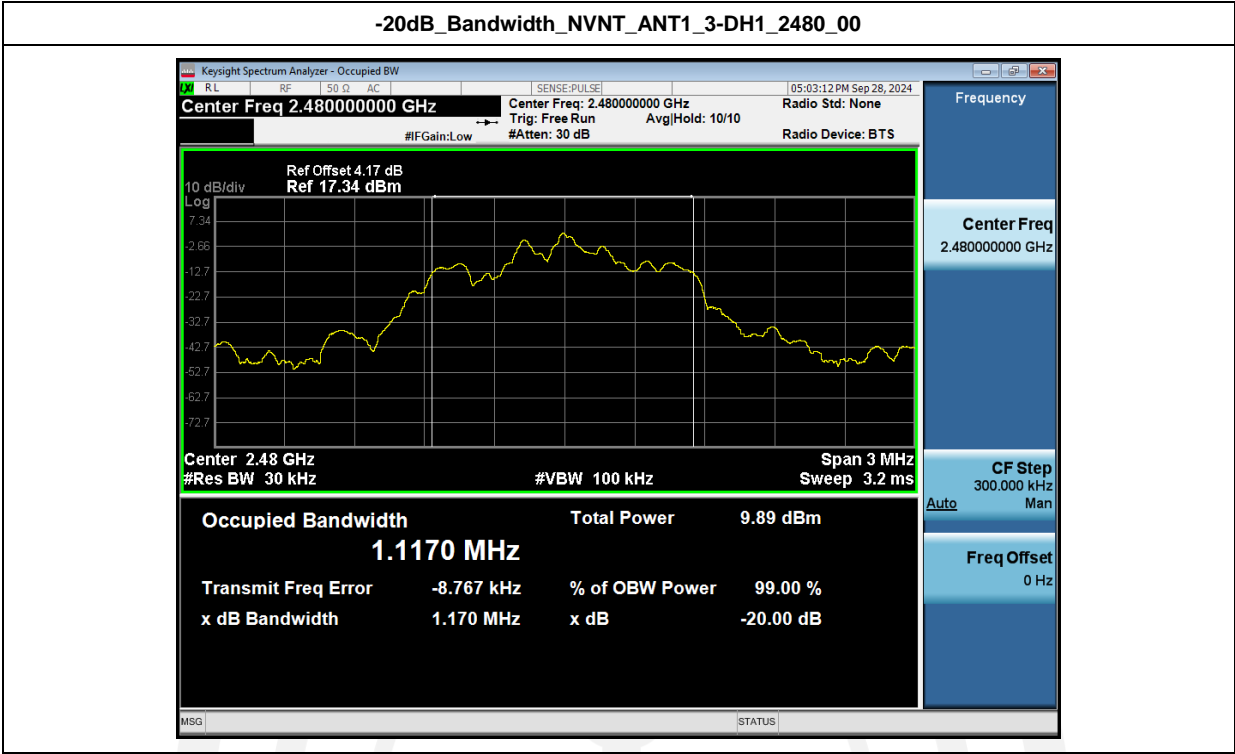 -20dB_Bandwidth_NVNT_ANT1_3-DH1_2480_00
Keysight Spectrum Analyzer - Occupied BW
LXI RL RF 50 Ω AC SENSE:PULSE 05:03:12 PM Sep 28, 2024
Center Freq 2.480000000 GHz
Center Freq: 2.480000000 GHz Radio Std: None
Trig: Free Run Avg|Hold: 10/10
#IFGain:Low #Atten: 30 dB Radio Device: BTS
Ref Offset 4.17 dB
10 dB/div Ref 17.34 dBm
Log
7.34
-2.66
-12.7
-22.7
-32.7
-42.7
-52.7
-62.7
-72.7
Center 2.48 GHz Span 3 MHz
#Res BW 30 kHz #VBW 100 kHz Sweep 3.2 ms
Occupied Bandwidth Total Power 9.89 dBm
1.1170 MHz
Transmit Freq Error -8.767 kHz % of OBW Power 99.00 %
x dB Bandwidth 1.170 MHz x dB -20.00 dB
Frequency
Center Freq
2.480000000 GHz
CF Step
300.000 kHz
Auto Man
Freq Offset
0 Hz
MSG STATUS